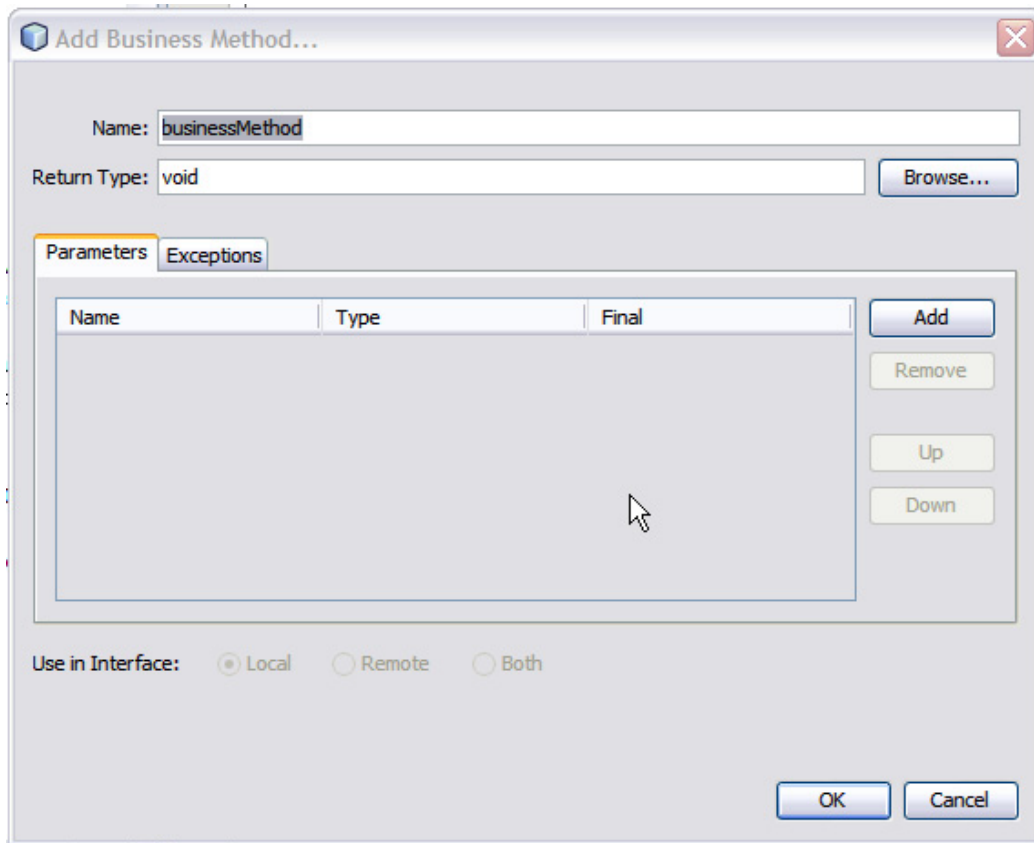 Add Business Method...
Name: businessMethod
Return Type: void Browse...
Parameters Exceptions
Name Type Final Add
Remove
Up
Down
Use in Interface: Local Remote Both
OK Cancel